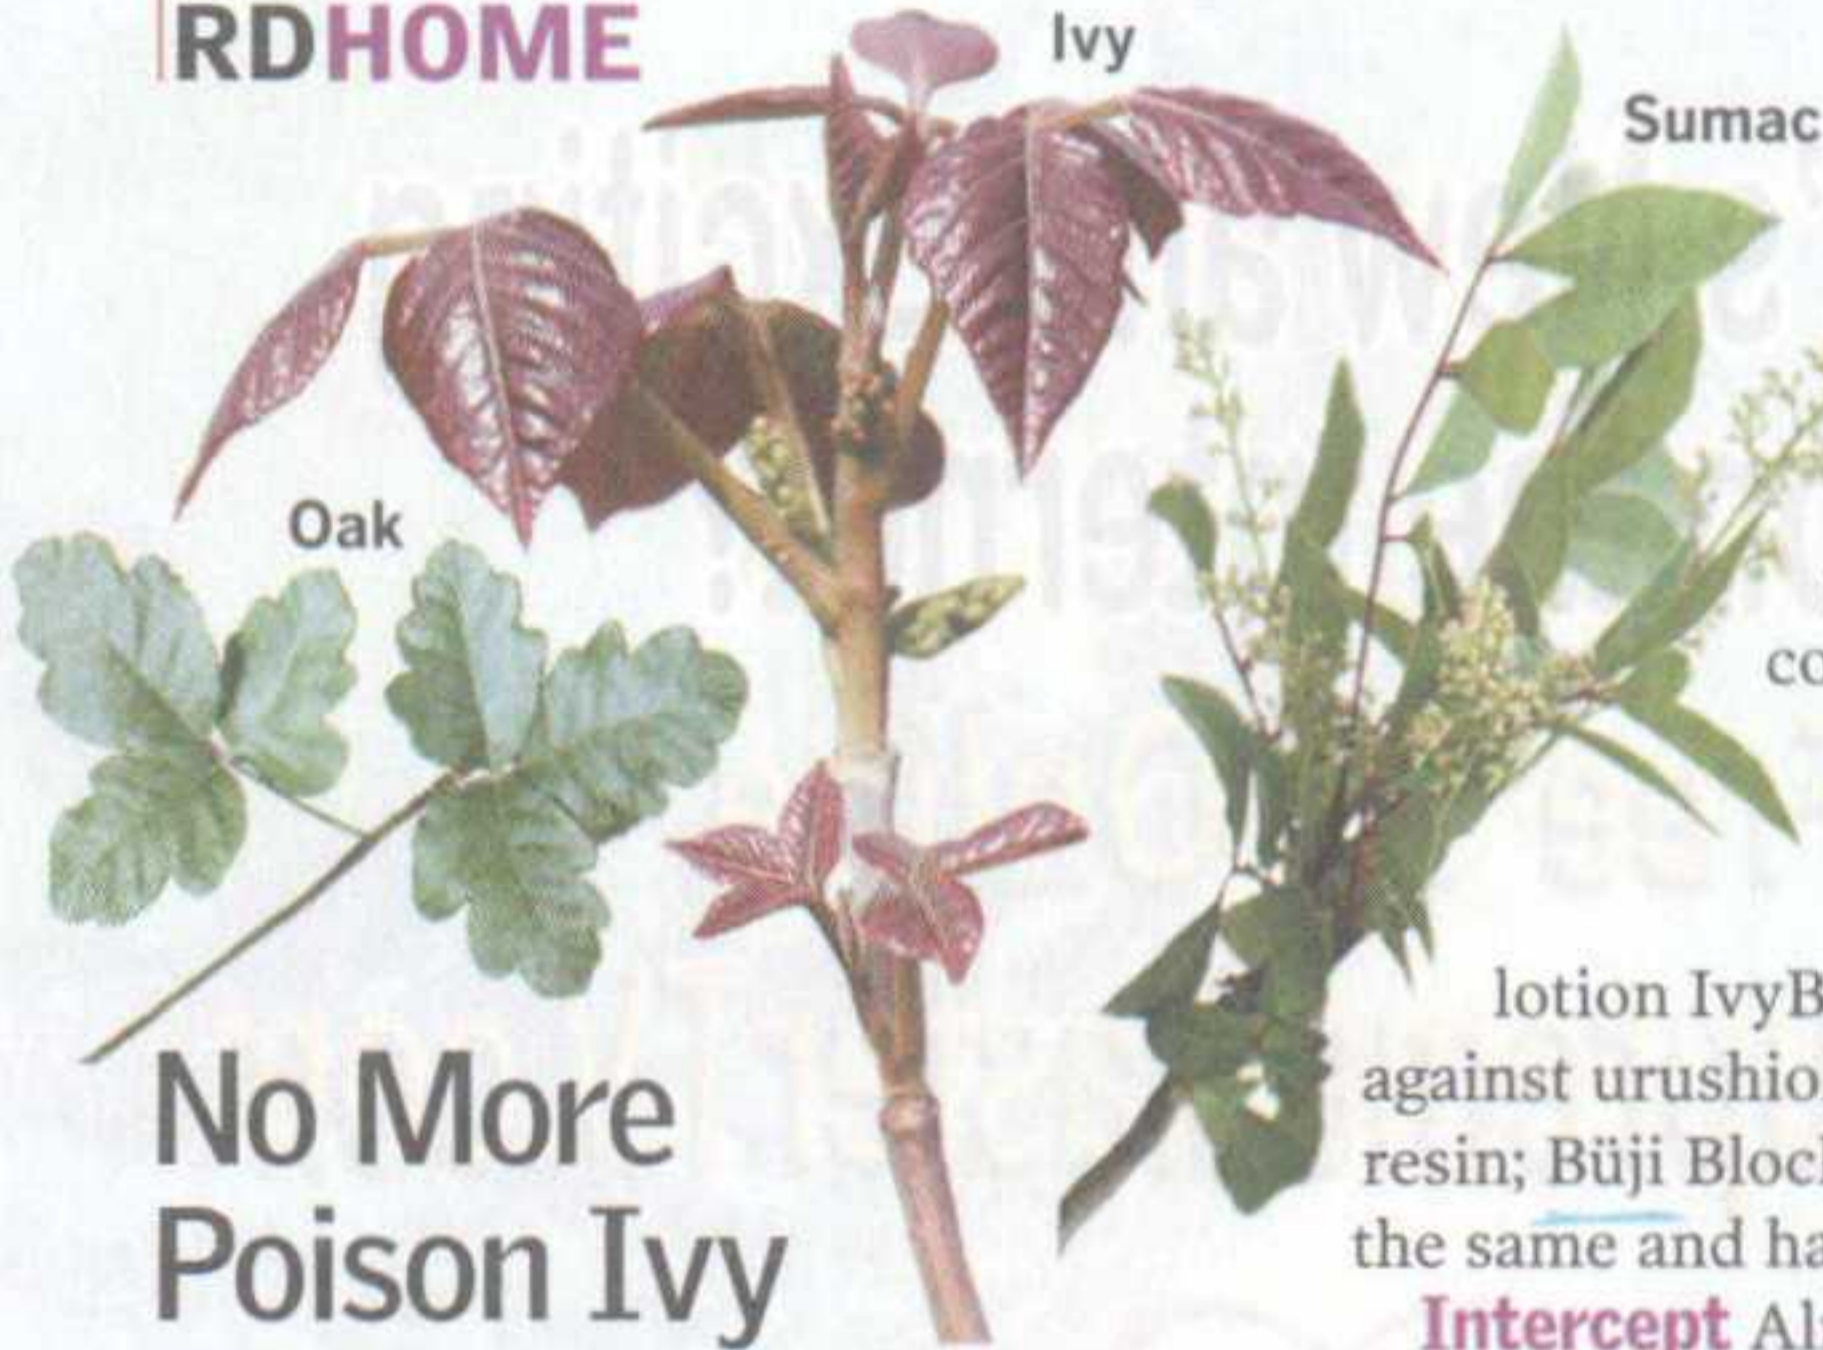 RDHOME
Ivy
Sumac
Oak
No More
Poison Ivy
co
lotion IvyB
against urushio
resin; Büji Bloc
the same and ha
Intercept Al